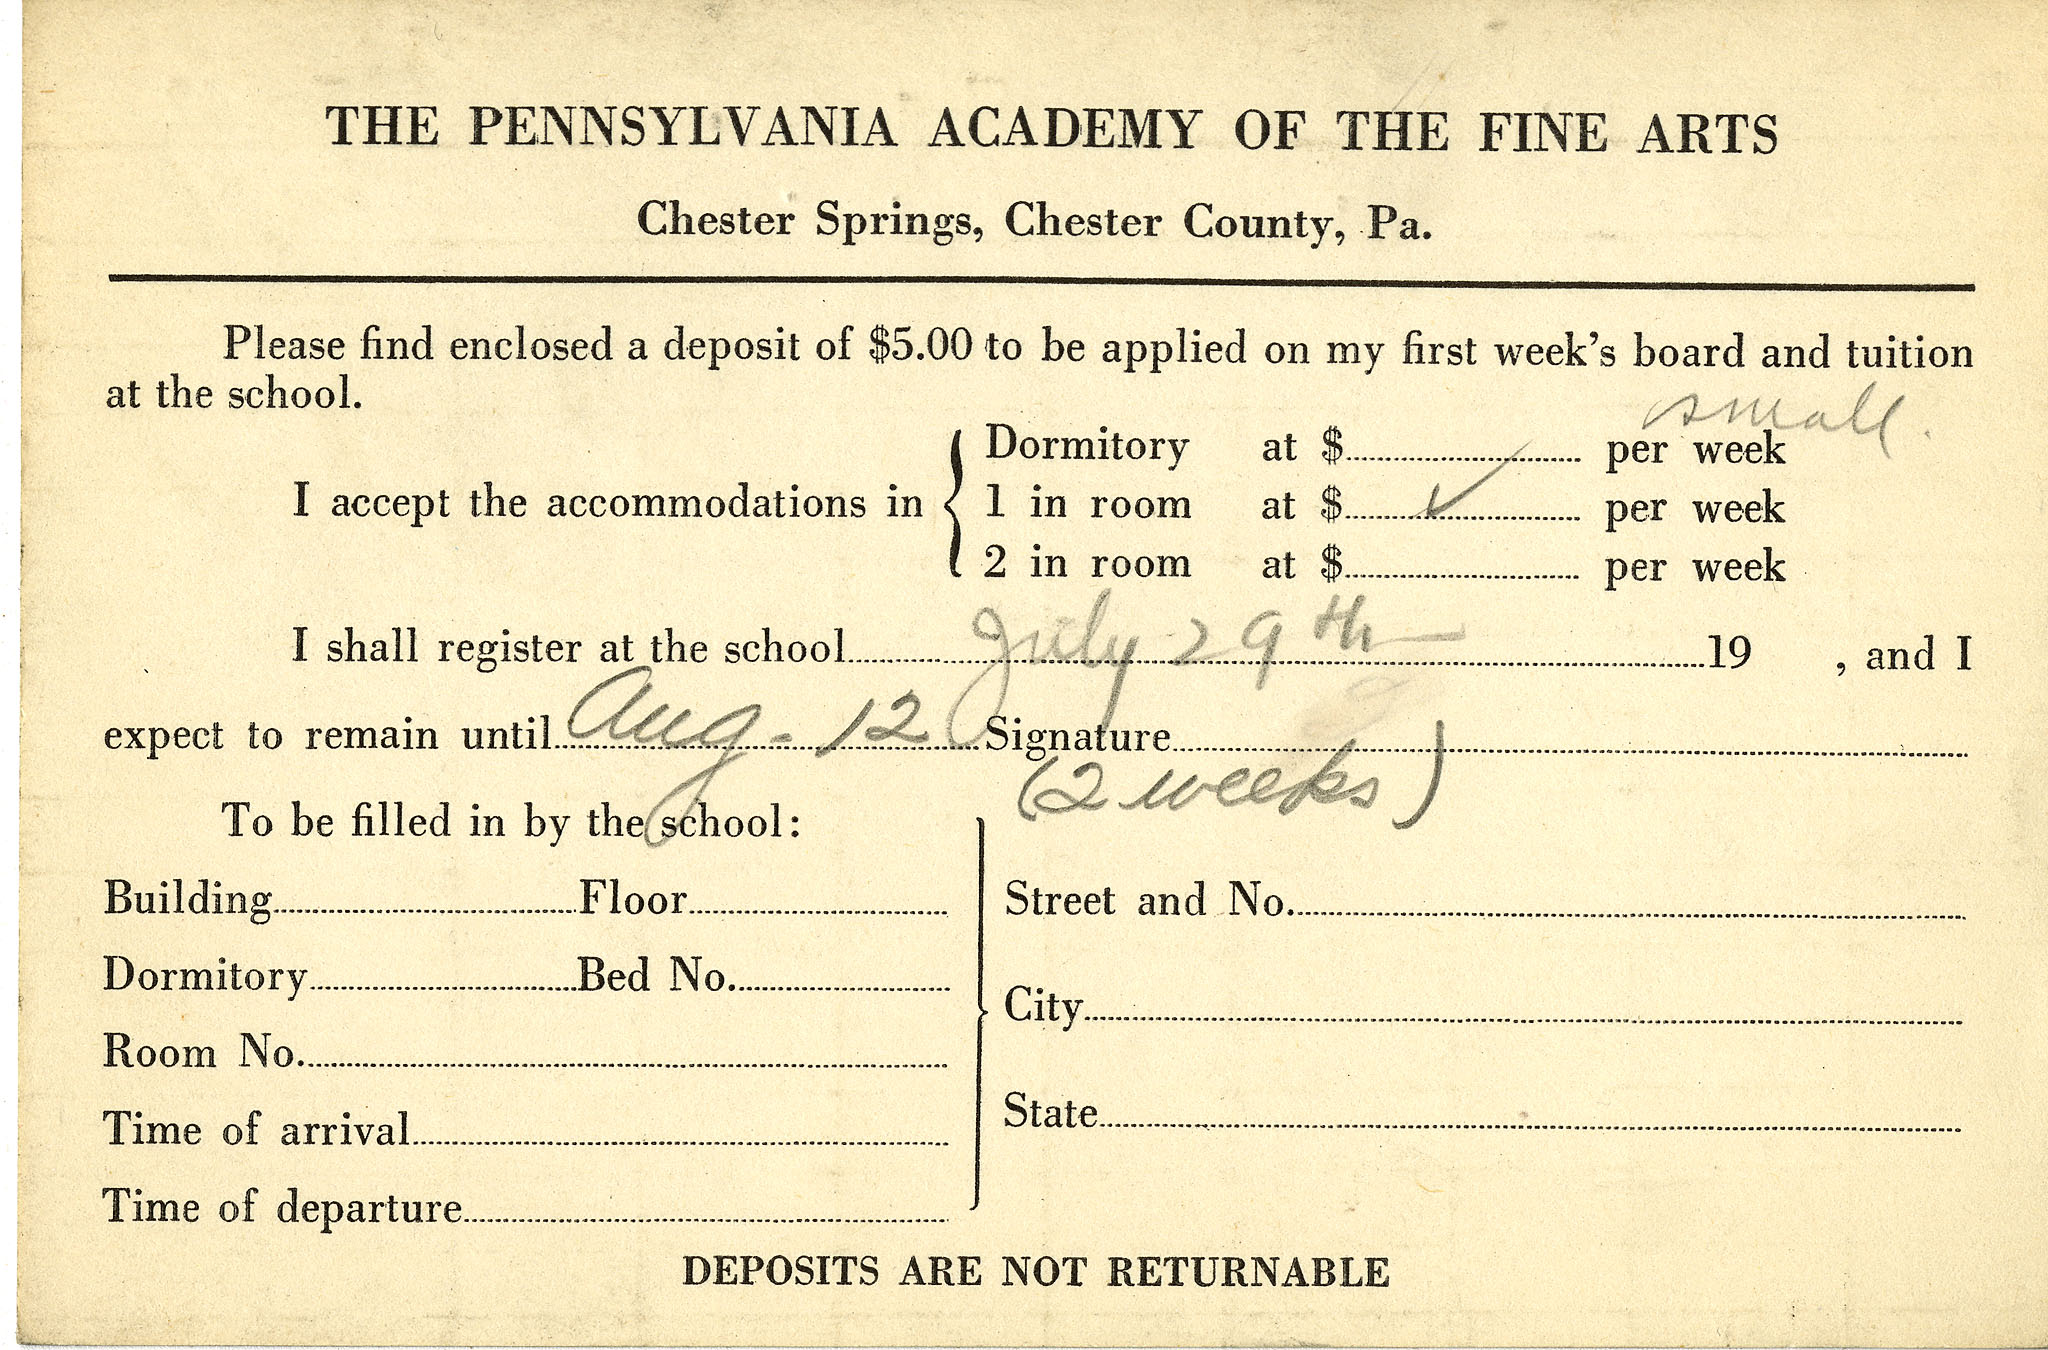 THE PENNSYLVANIA ACADEMY OF THE FINE ARTS
Chester Springs, Chester County, Pa.
Please find enclosed a deposit of $5.00 to be applied on my first week's board and tuition
at the school.
small.
Dormitory at $ per week
I accept the accommodations in 1 in room at $ ✓ per week
2 in room at $ per week
I shall register at the school July 29th 19 , and I
expect to remain until Aug - 12 Signature
(2 weeks)
To be filled in by the school:
Building Floor Street and No.
Dormitory Bed No.
City
Room No.
Time of arrival State
Time of departure
DEPOSITS ARE NOT RETURNABLE